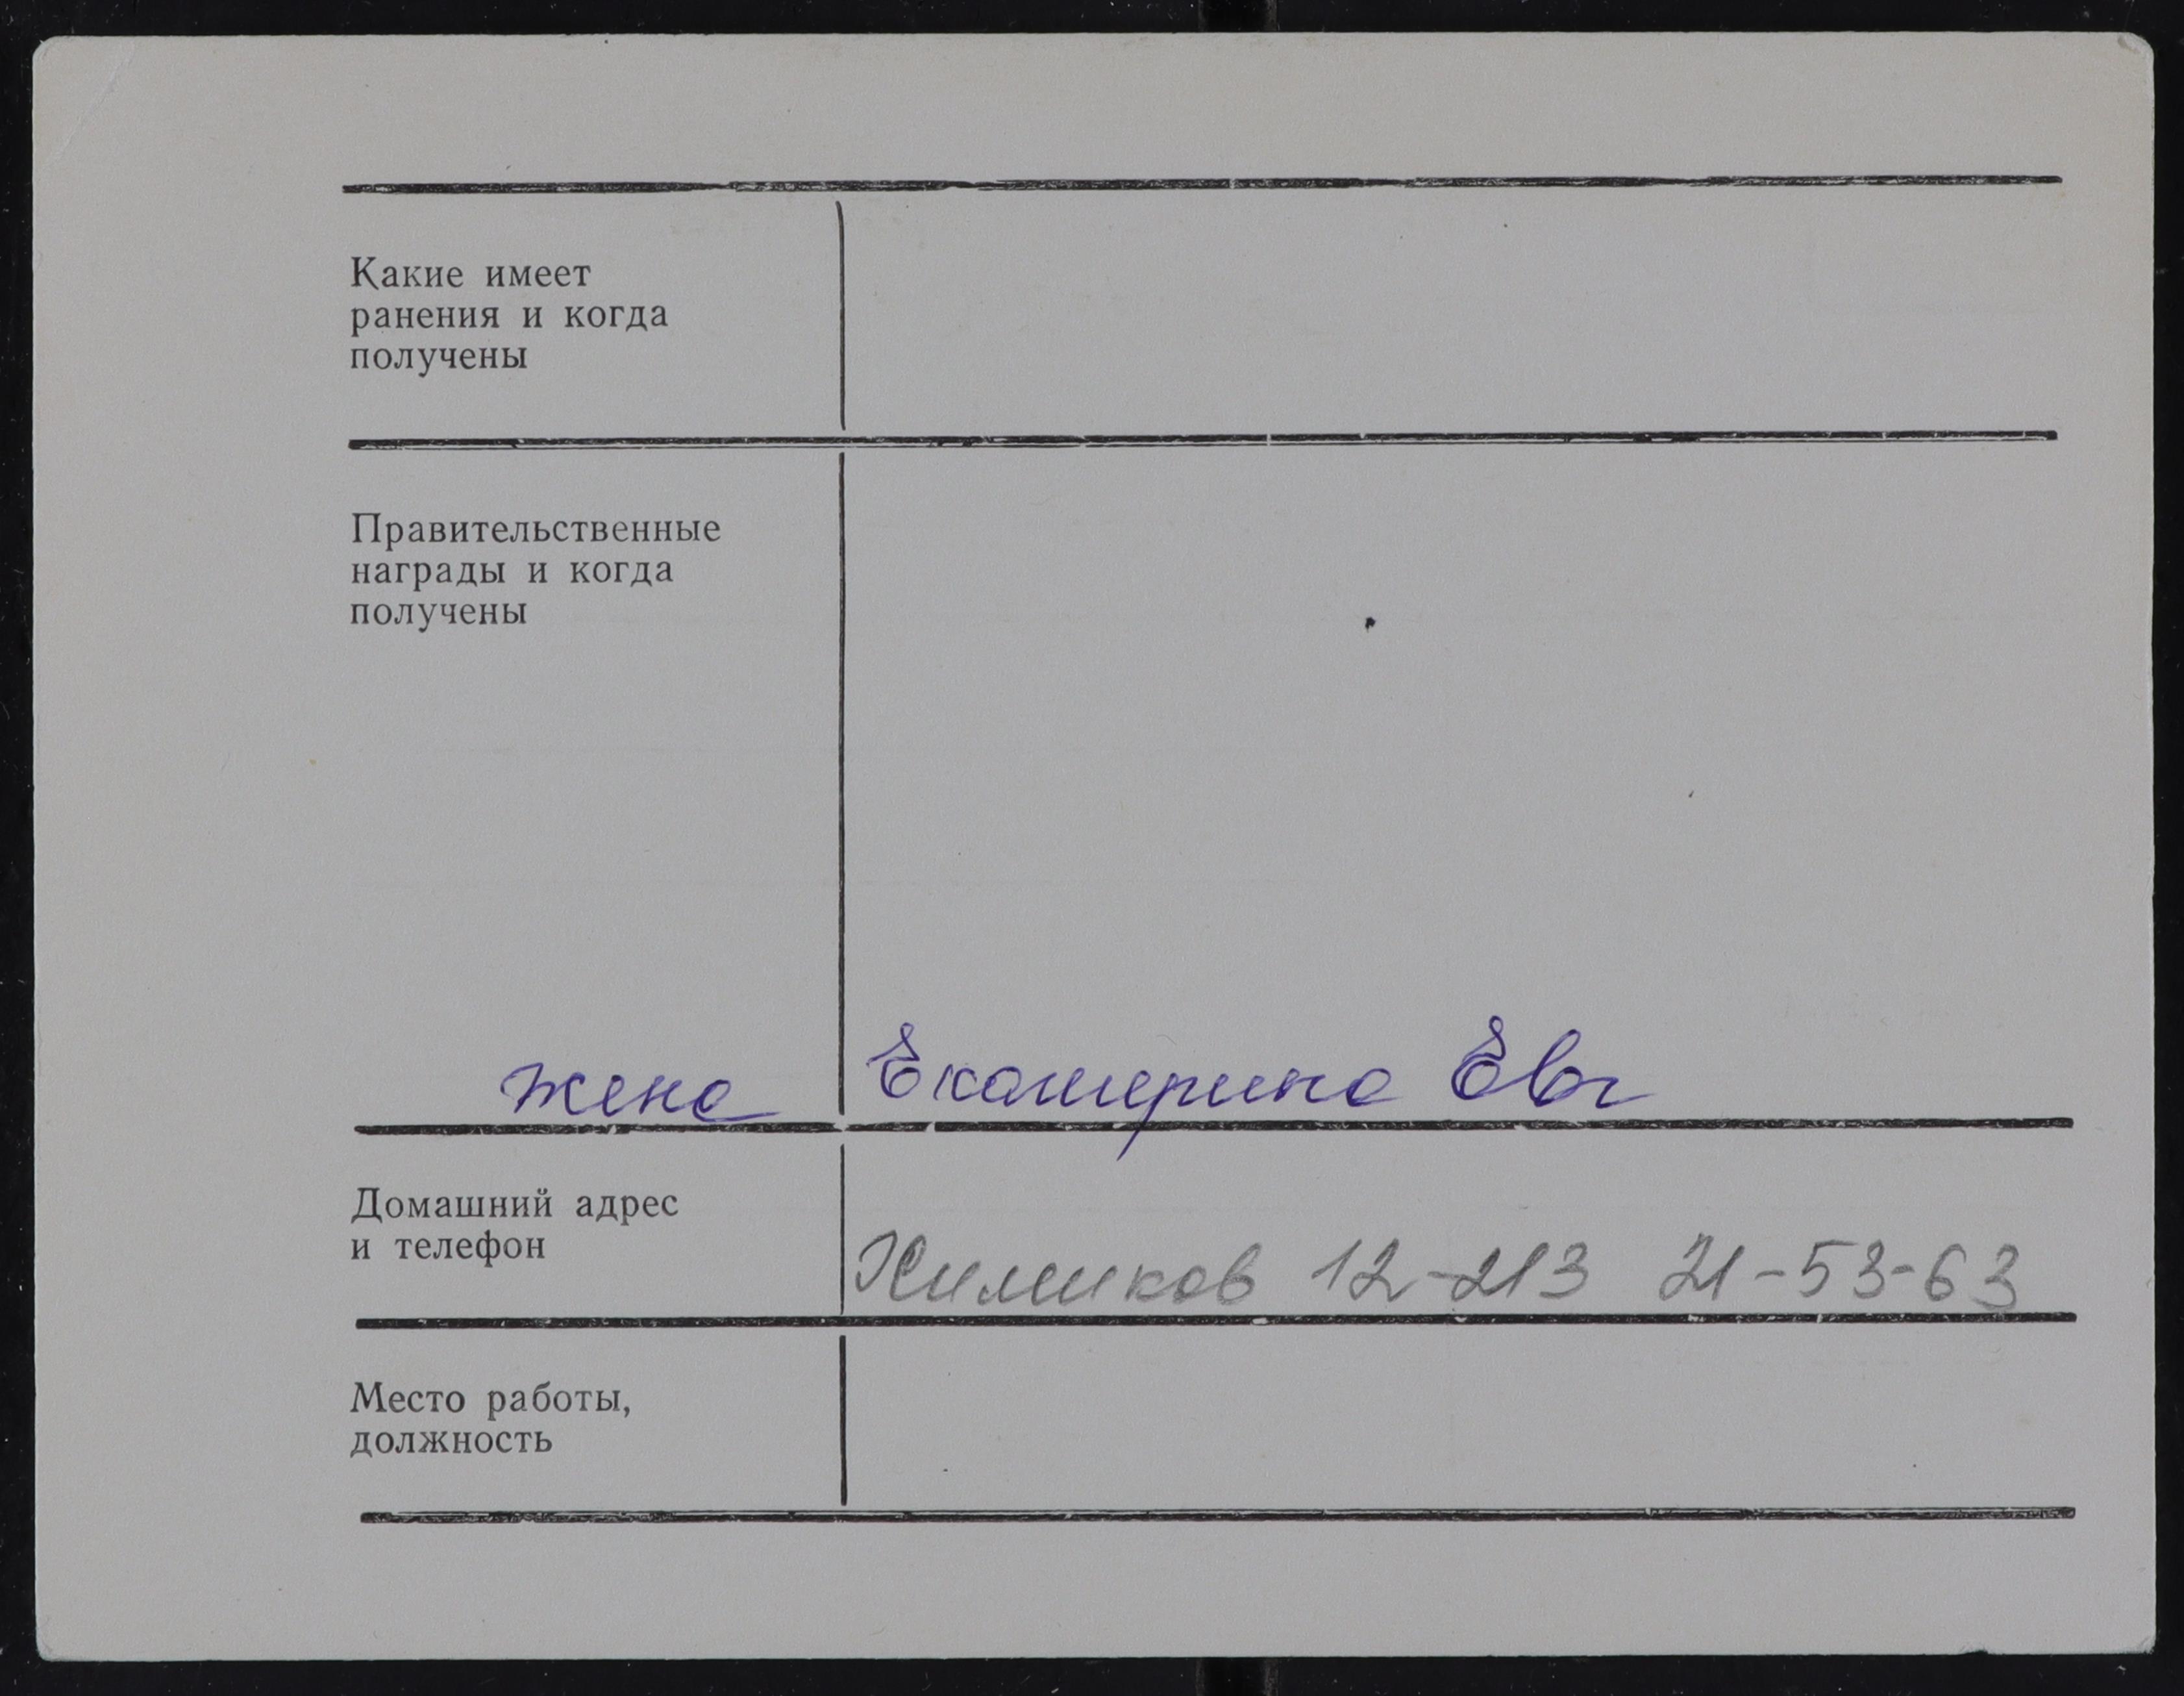 Какие имеет
ранения и когда
получены
Правительственные
награды и когда
получены
жена Екатерина Евг
Домашний адрес
и телефон
Химиков 12-213 21-53-63
Место работы,
должность